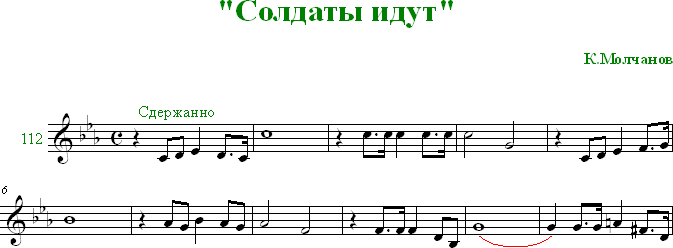 "Солдаты идут"
К.Молчанов
Сдержанно
112
6